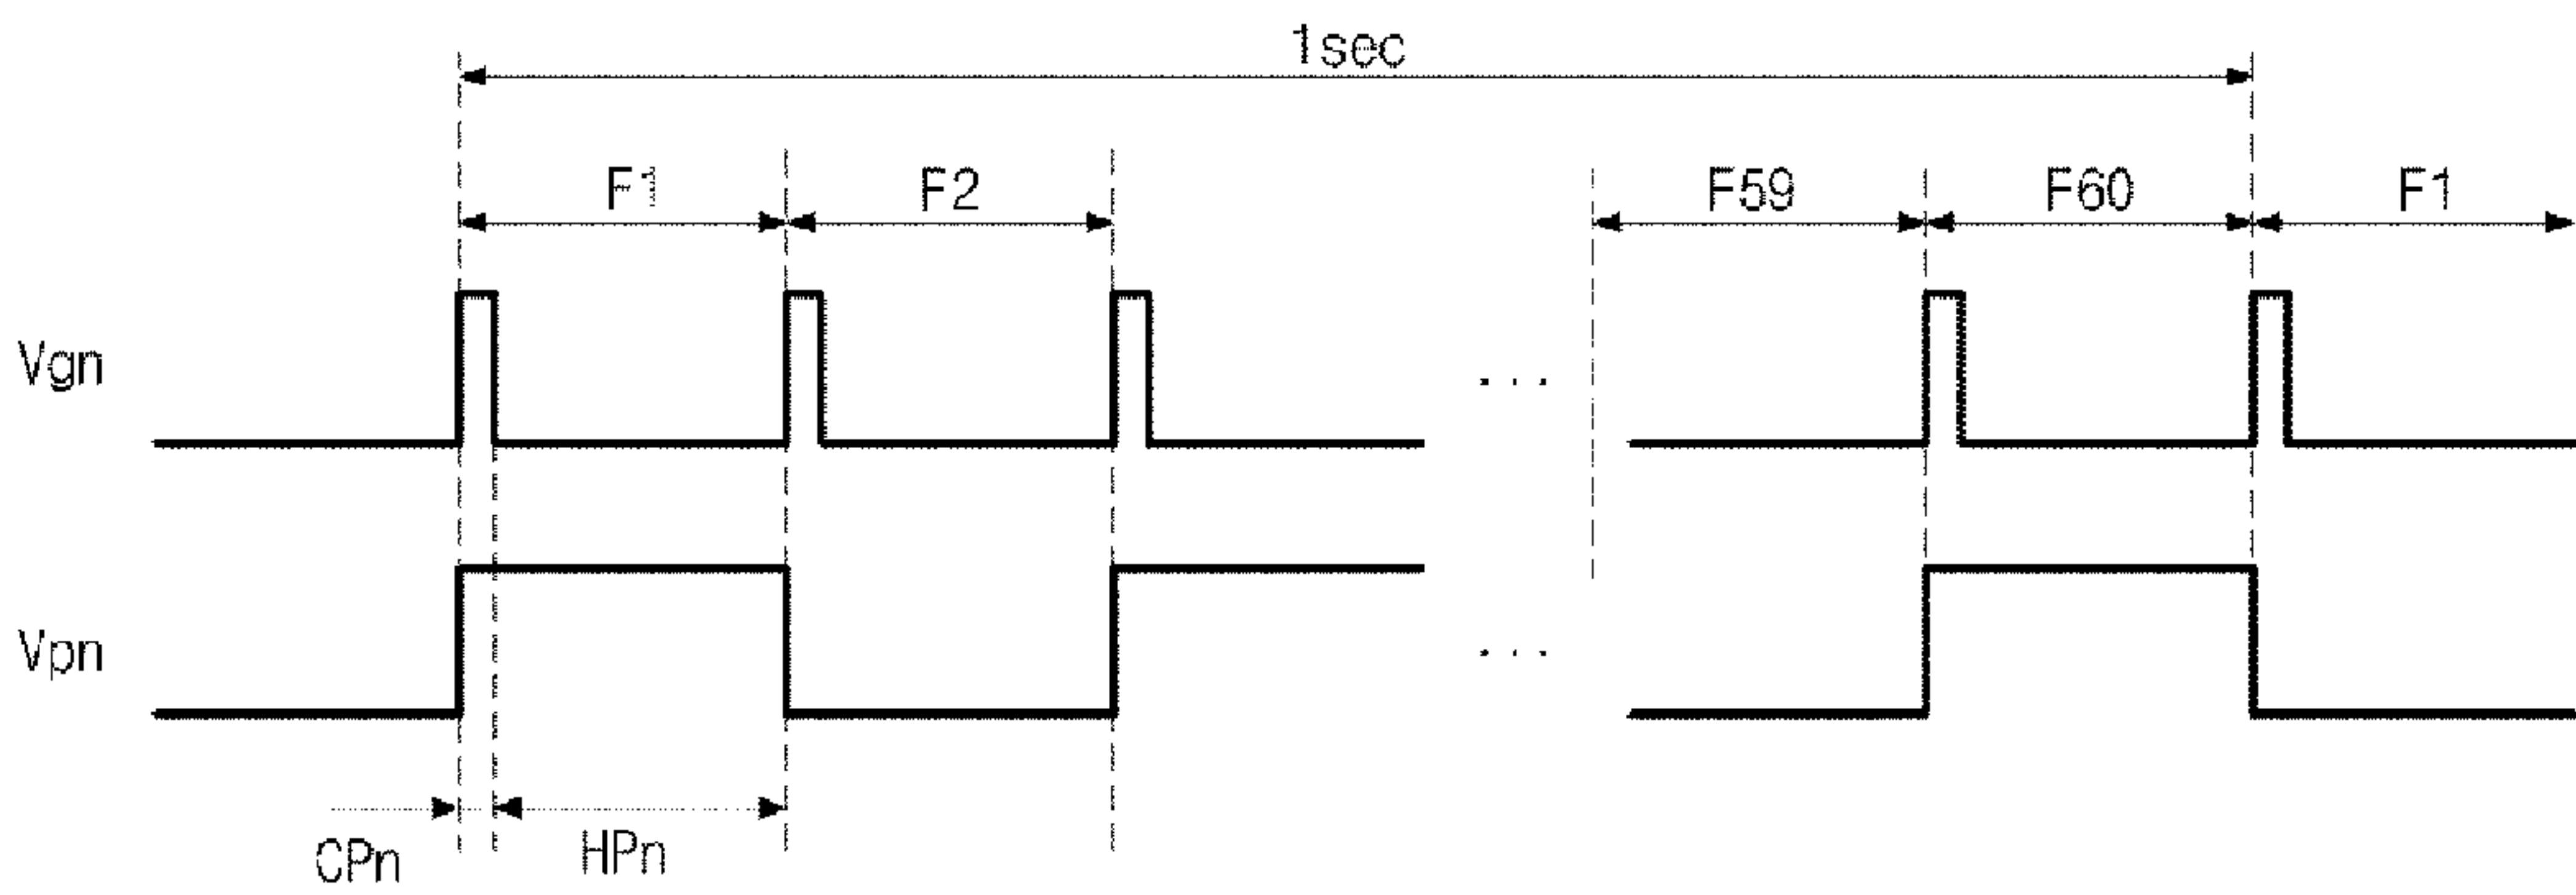 1sec
F1 F2 F59 F60 F1
Vgn ...
Vpn ...
CPn HPn